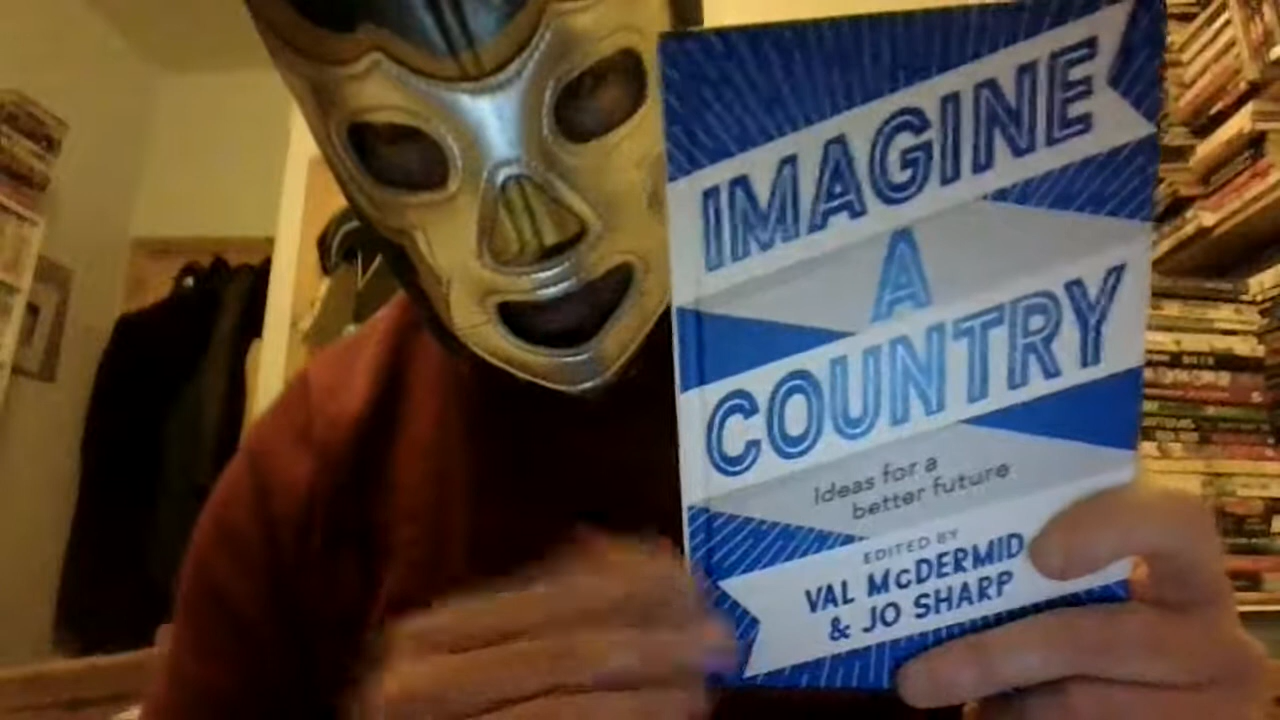 IMAGINE
A
COUNTRY
Ideas for a
better future
EDITED BY
VAL McDERMID
& JO SHARP